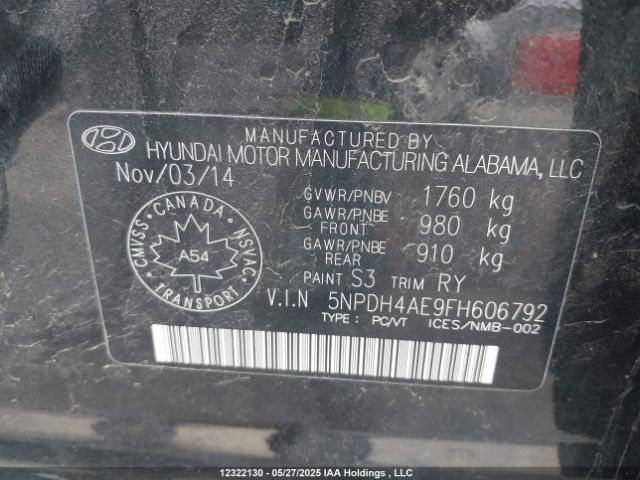 MANUFACTURED BY
HYUNDAI MOTOR MANUFACTURING ALABAMA, LLC
Nov/03/14
GVWR/PNBV 1760 kg
GAWR/PNBE FRONT 980 kg
GAWR/PNBE REAR 910 kg
CANADA
CMVSS NSVAC
A54
TRANSPORT
PAINT S3 TRIM RY
V.I.N 5NPDH4AE9FH606792
TYPE : PC/VT ICES/NMB-002
12322130 - 05/27/2025 IAA Holdings , LLC